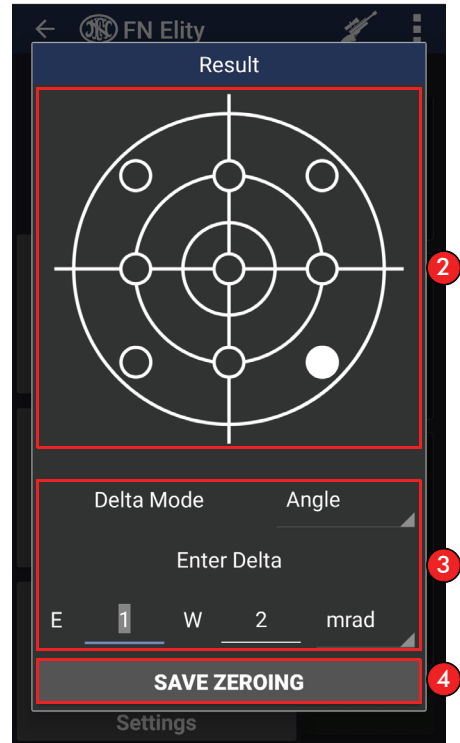 FN Elity
Result
2
Delta Mode Angle
Enter Delta
3
E 1 W 2 mrad
SAVE ZEROING
4
Settings